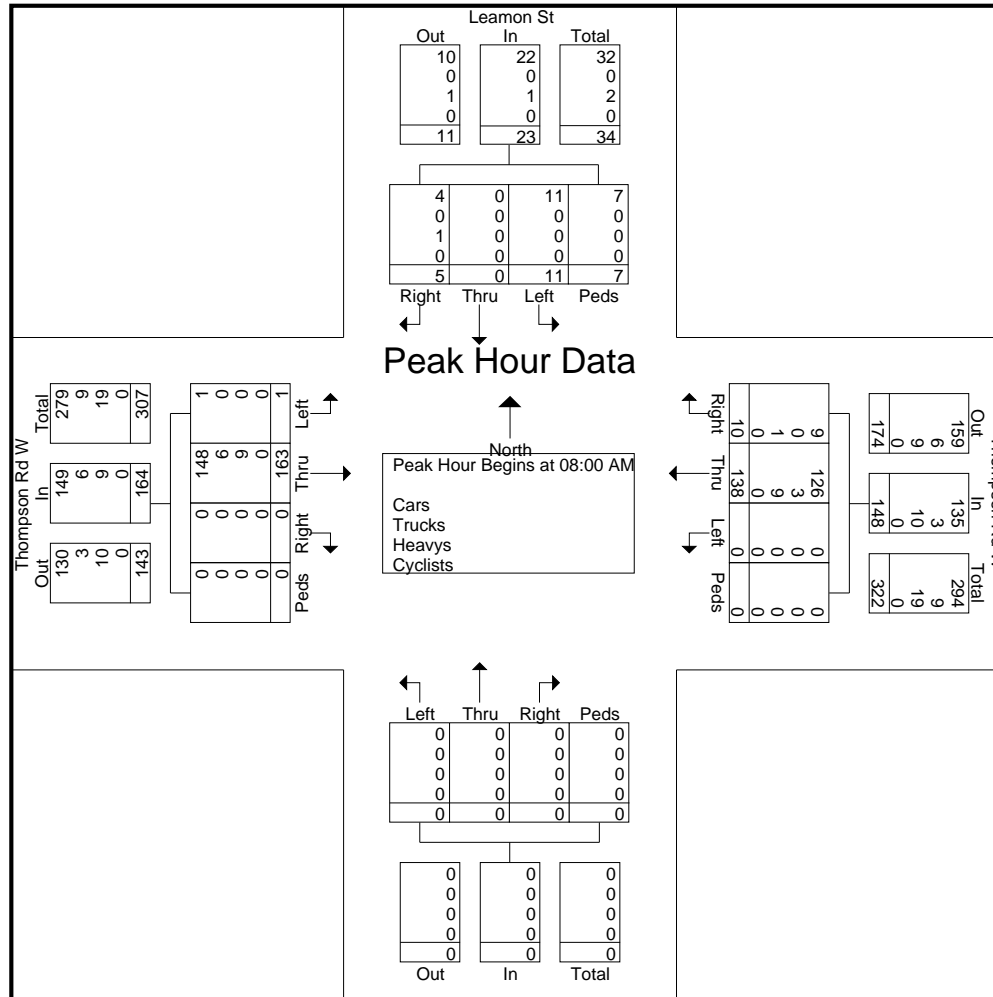 Leamon St
Out In Total
10 22 32
0 0 0
1 1 2
0 0 0
11 23 34
4 0 11 7
0 0 0 0
1 0 0 0
0 0 0 0
5 0 11 7
Right Thru Left Peds
Peak Hour Data
North
Peak Hour Begins at 08:00 AM
Cars
Trucks
Heavys
Cyclists
Thompson Rd W
Total
279 9 19 0 307
In
149 6 9 0 164
Out
130 3 10 0 143
Left
1 0 0 0 1
Thru
148 6 9 0 163
Right
0 0 0 0 0
Peds
0 0 0 0 0
Right
9 0 1 0 10
Thru
126 3 9 0 138
Left
0 0 0 0 0
Peds
0 0 0 0 0
Out
159 6 9 0 174
In
135 3 10 0 148
Total
294 9 19 0 322
Left Thru Right Peds
0 0 0 0
0 0 0 0
0 0 0 0
0 0 0 0
0 0 0 0
0 0 0
0 0 0
0 0 0
0 0 0
0 0 0
Out In Total